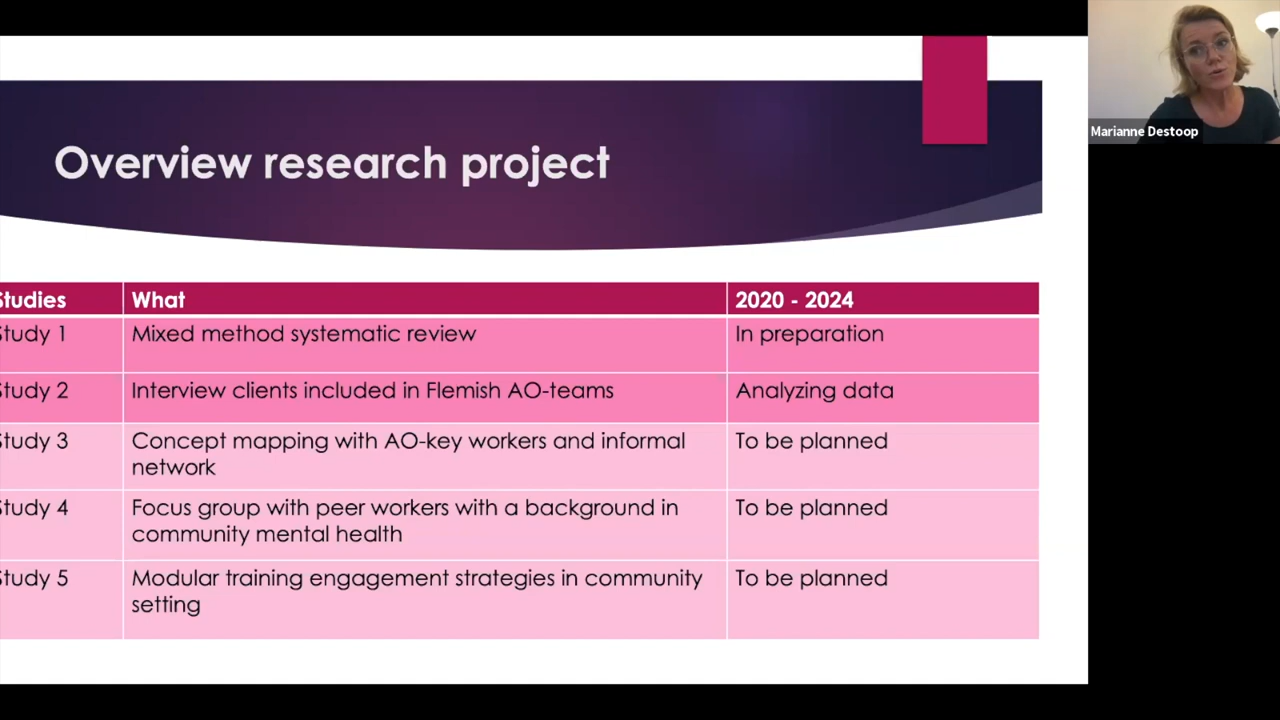 Marianne Destoop
Overview research project
Studies What 2020 - 2024
Study 1 Mixed method systematic review In preparation
Study 2 Interview clients included in Flemish AO-teams Analyzing data
Study 3 Concept mapping with AO-key workers and informal To be planned
network
Study 4 Focus group with peer workers with a background in To be planned
community mental health
Study 5 Modular training engagement strategies in community To be planned
setting